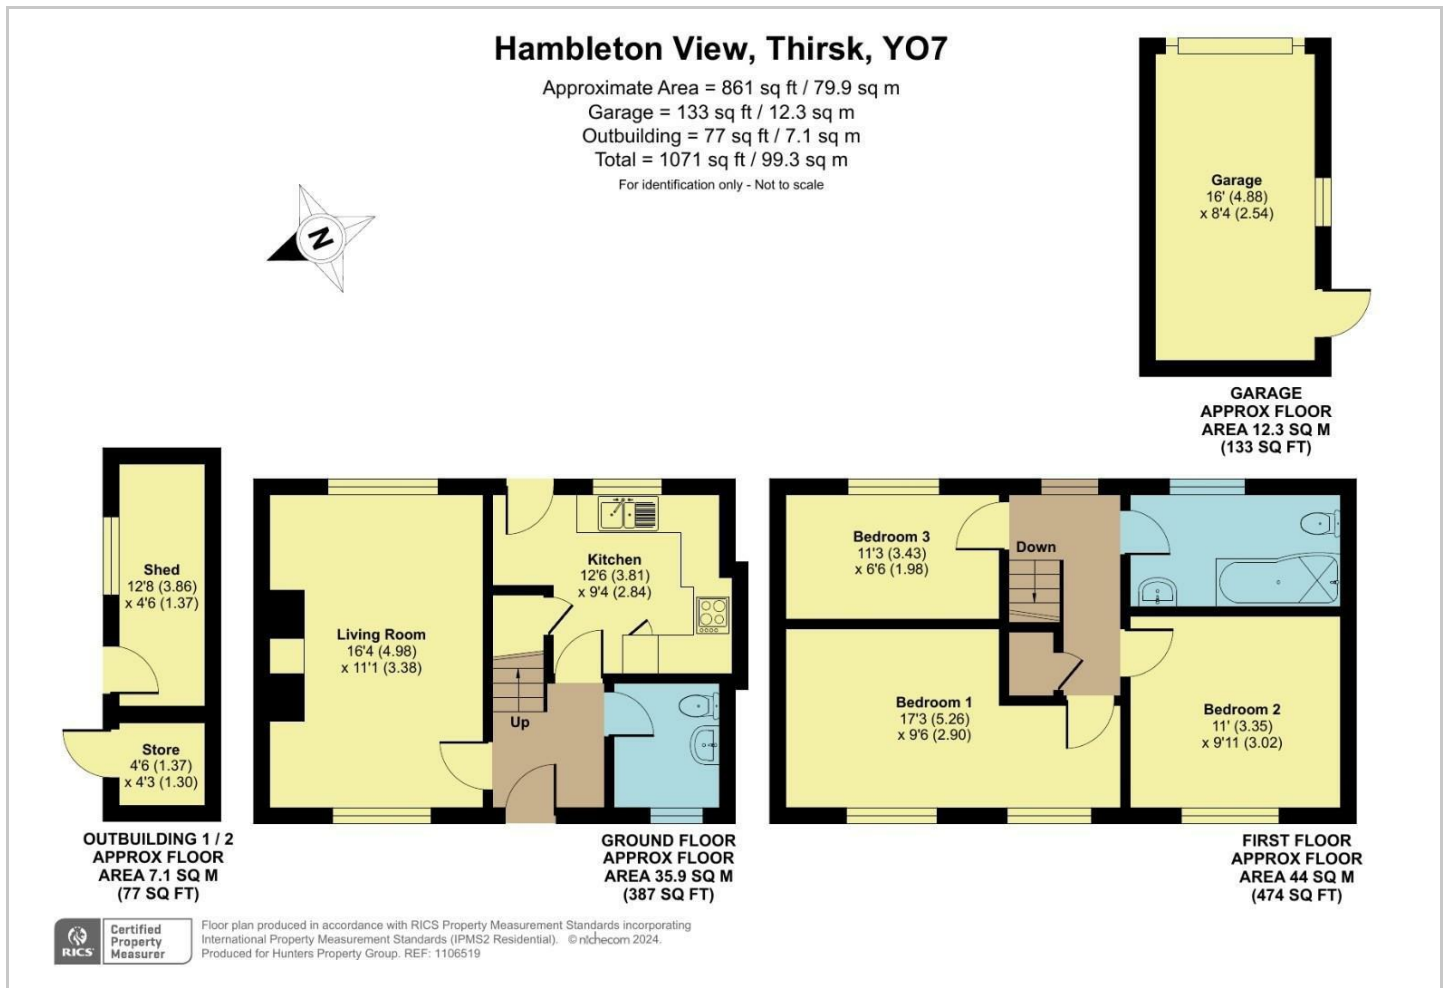 Hambleton View, Thirsk, YO7
Approximate Area = 861 sq ft / 79.9 sq m
Garage = 133 sq ft / 12.3 sq m
Outbuilding = 77 sq ft / 7.1 sq m
Total = 1071 sq ft / 99.3 sq m
For identification only - Not to scale
N
Garage
16' (4.88)
x 8'4 (2.54)
GARAGE
APPROX FLOOR
AREA 12.3 SQ M
(133 SQ FT)
Shed
12'8 (3.86)
x 4'6 (1.37)
Store
4'6 (1.37)
x 4'3 (1.30)
OUTBUILDING 1 / 2
APPROX FLOOR
AREA 7.1 SQ M
(77 SQ FT)
Living Room
16'4 (4.98)
x 11'1 (3.38)
Kitchen
12'6 (3.81)
x 9'4 (2.84)
Up
GROUND FLOOR
APPROX FLOOR
AREA 35.9 SQ M
(387 SQ FT)
Bedroom 3
11'3 (3.43)
x 6'6 (1.98)
Down
Bedroom 1
17'3 (5.26)
x 9'6 (2.90)
Bedroom 2
11' (3.35)
x 9'11 (3.02)
FIRST FLOOR
APPROX FLOOR
AREA 44 SQ M
(474 SQ FT)
RICS
Certified
Property
Measurer
Floor plan produced in accordance with RICS Property Measurement Standards incorporating
International Property Measurement Standards (IPMS2 Residential). © nichecom 2024.
Produced for Hunters Property Group. REF: 1106519